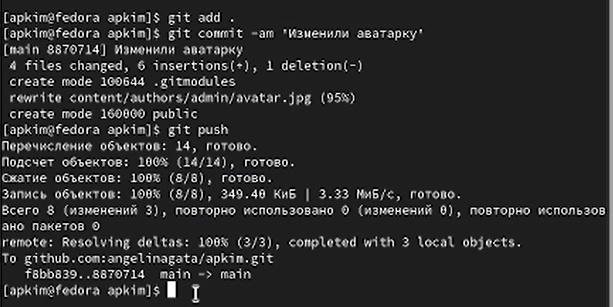 [apkim@fedora apkim]$ git add .
[apkim@fedora apkim]$ git commit -am 'Изменили аватарку'
[main 8870714] Изменили аватарку
4 files changed, 6 insertions(+), 1 deletion(-)
create mode 100644 .gitmodules
rewrite content/authors/admin/avatar.jpg (95%)
create mode 160000 public
[apkim@fedora apkim]$ git push
Перечисление объектов: 14, готово.
Подсчет объектов: 100% (14/14), готово.
Сжатие объектов: 100% (8/8), готово.
Запись объектов: 100% (8/8), 349.40 КиБ | 3.33 МиБ/с, готово.
Всего 8 (изменений 3), повторно использовано 0 (изменений 0), повторно использов
ано пакетов 0
remote: Resolving deltas: 100% (3/3), completed with 3 local objects.
To github.com:angelinagata/apkim.git
f8bb839..8870714 main -> main
[apkim@fedora apkim]$